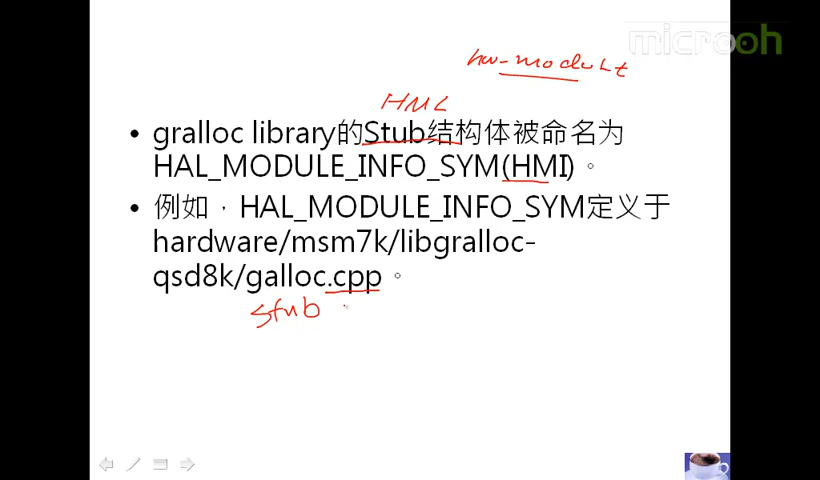 microoh
hw-module
HML
• gralloc library的Stub结构体被命名为
HAL_MODULE_INFO_SYM(HMI)。
• 例如，HAL_MODULE_INFO_SYM定义于
hardware/msm7k/libgralloc-
qsd8k/galloc.cpp。
Stub